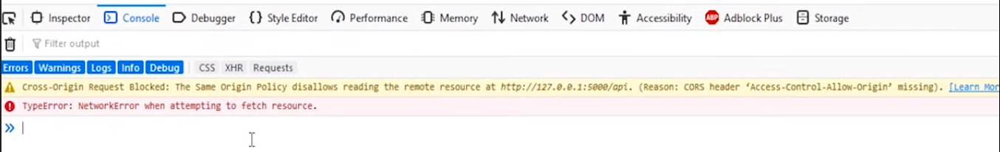 Inspector Console Debugger Style Editor Performance Memory Network DOM Accessibility ABP Adblock Plus Storage
Filter output
Errors Warnings Logs Info Debug CSS XHR Requests
Cross-Origin Request Blocked: The Same Origin Policy disallows reading the remote resource at http://127.0.0.1:5000/api. (Reason: CORS header ‘Access-Control-Allow-Origin’ missing). [Learn Mor
TypeError: NetworkError when attempting to fetch resource.